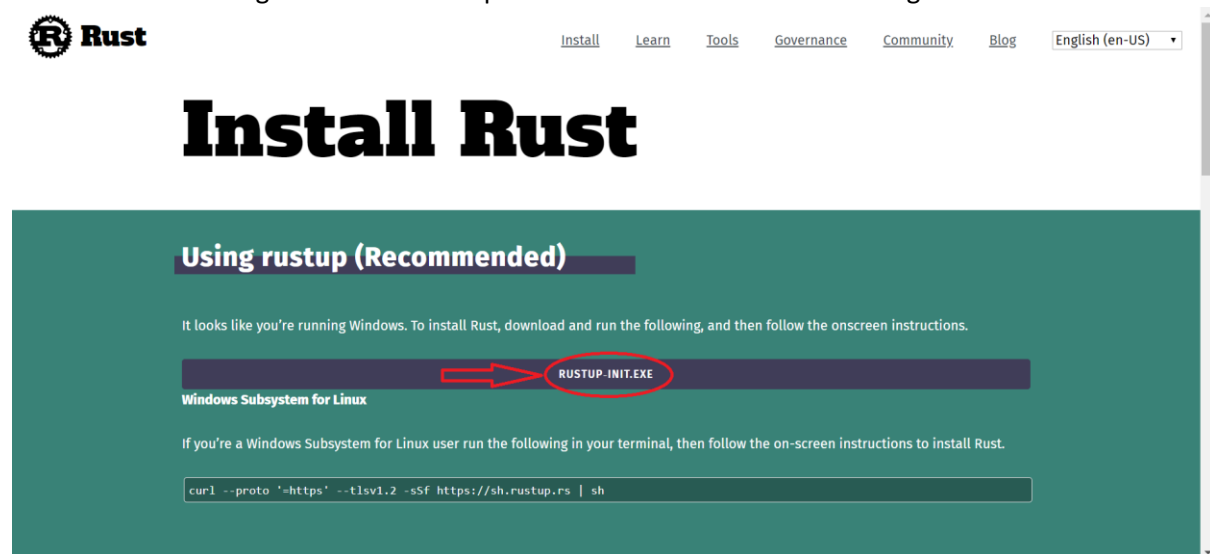 Rust
Install Learn Tools Governance Community Blog English (en-US)
Install Rust
Using rustup (Recommended)
It looks like you're running Windows. To install Rust, download and run the following, and then follow the onscreen instructions.
RUSTUP-INIT.EXE
Windows Subsystem for Linux
If you're a Windows Subsystem for Linux user run the following in your terminal, then follow the on-screen instructions to install Rust.
curl --proto '=https' --tlsv1.2 -sSf https://sh.rustup.rs | sh